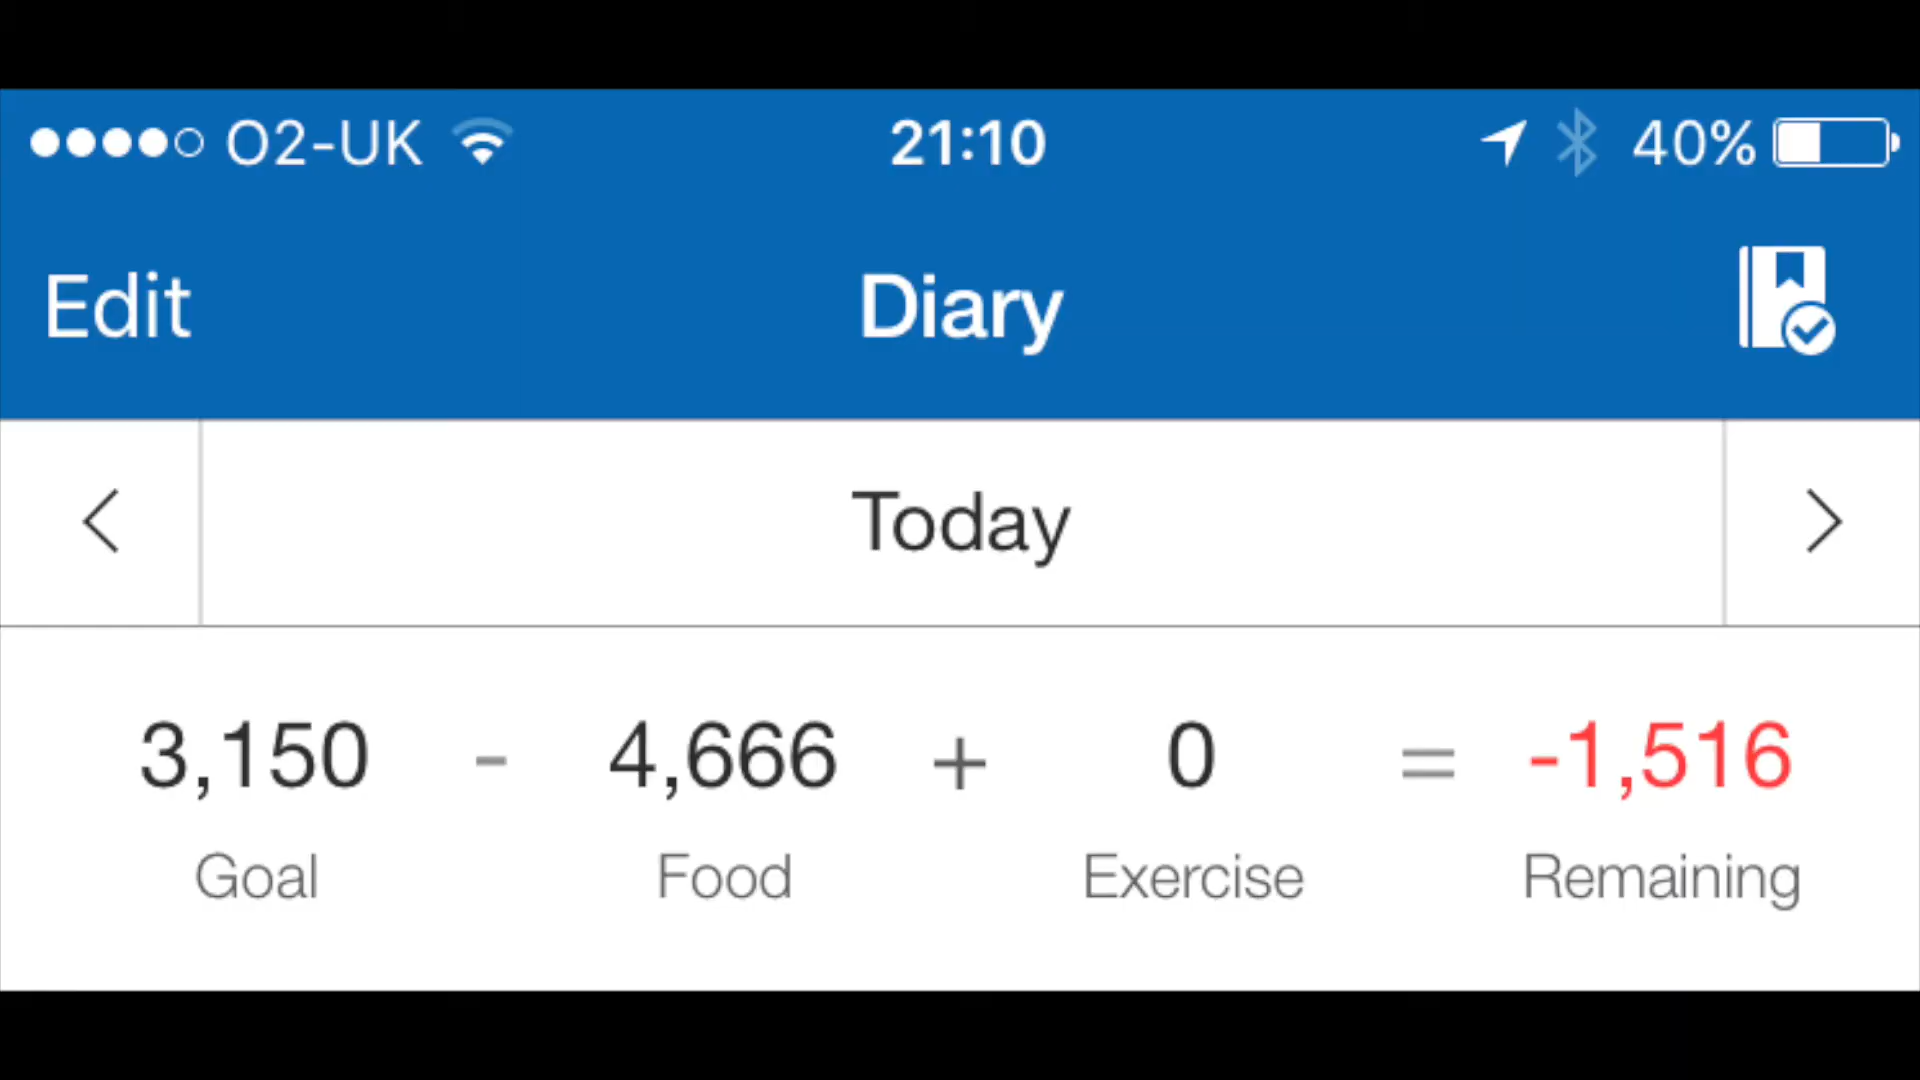 O2-UK 21:10 40%
Edit Diary
Today
3,150 - 4,666 + 0 = -1,516
Goal Food Exercise Remaining